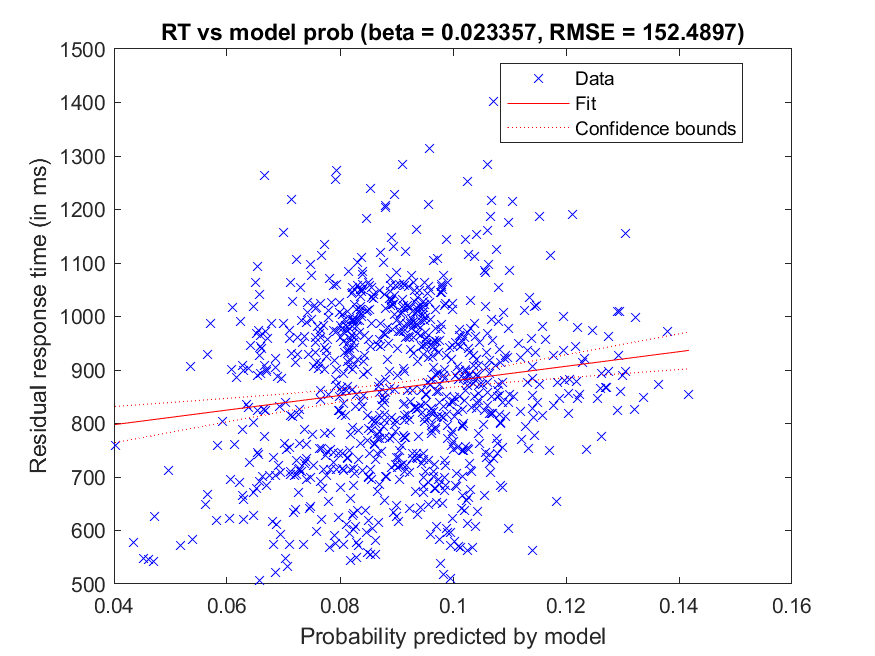 RT vs model prob (beta = 0.023357, RMSE = 152.4897)
1500
1400
1300
1200
1100
1000
900
800
700
600
500
Residual response time (in ms)
Data
Fit
Confidence bounds
0.04 0.06 0.08 0.1 0.12 0.14 0.16
Probability predicted by model